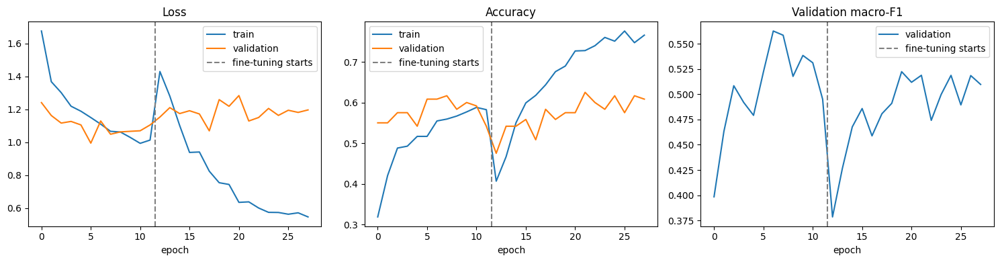 Loss
train
validation
fine-tuning starts
1.6
1.4
1.2
1.0
0.8
0.6
0
5
10
15
20
25
epoch
Accuracy
train
validation
fine-tuning starts
0.7
0.6
0.5
0.4
0.3
0
5
10
15
20
25
epoch
Validation macro-F1
validation
fine-tuning starts
0.550
0.525
0.500
0.475
0.450
0.425
0.400
0.375
0
5
10
15
20
25
epoch